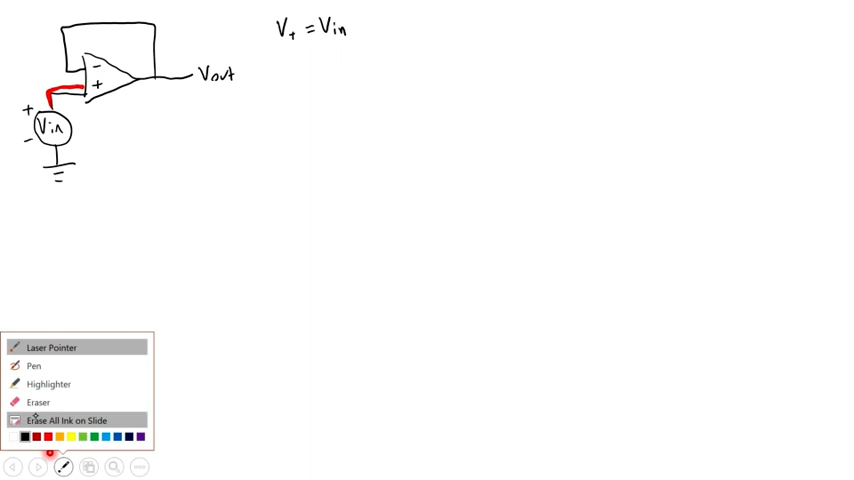 V+ = Vin
−
+
Vout
+
Vin
−
Laser Pointer
Pen
Highlighter
Eraser
Erase All Ink on Slide